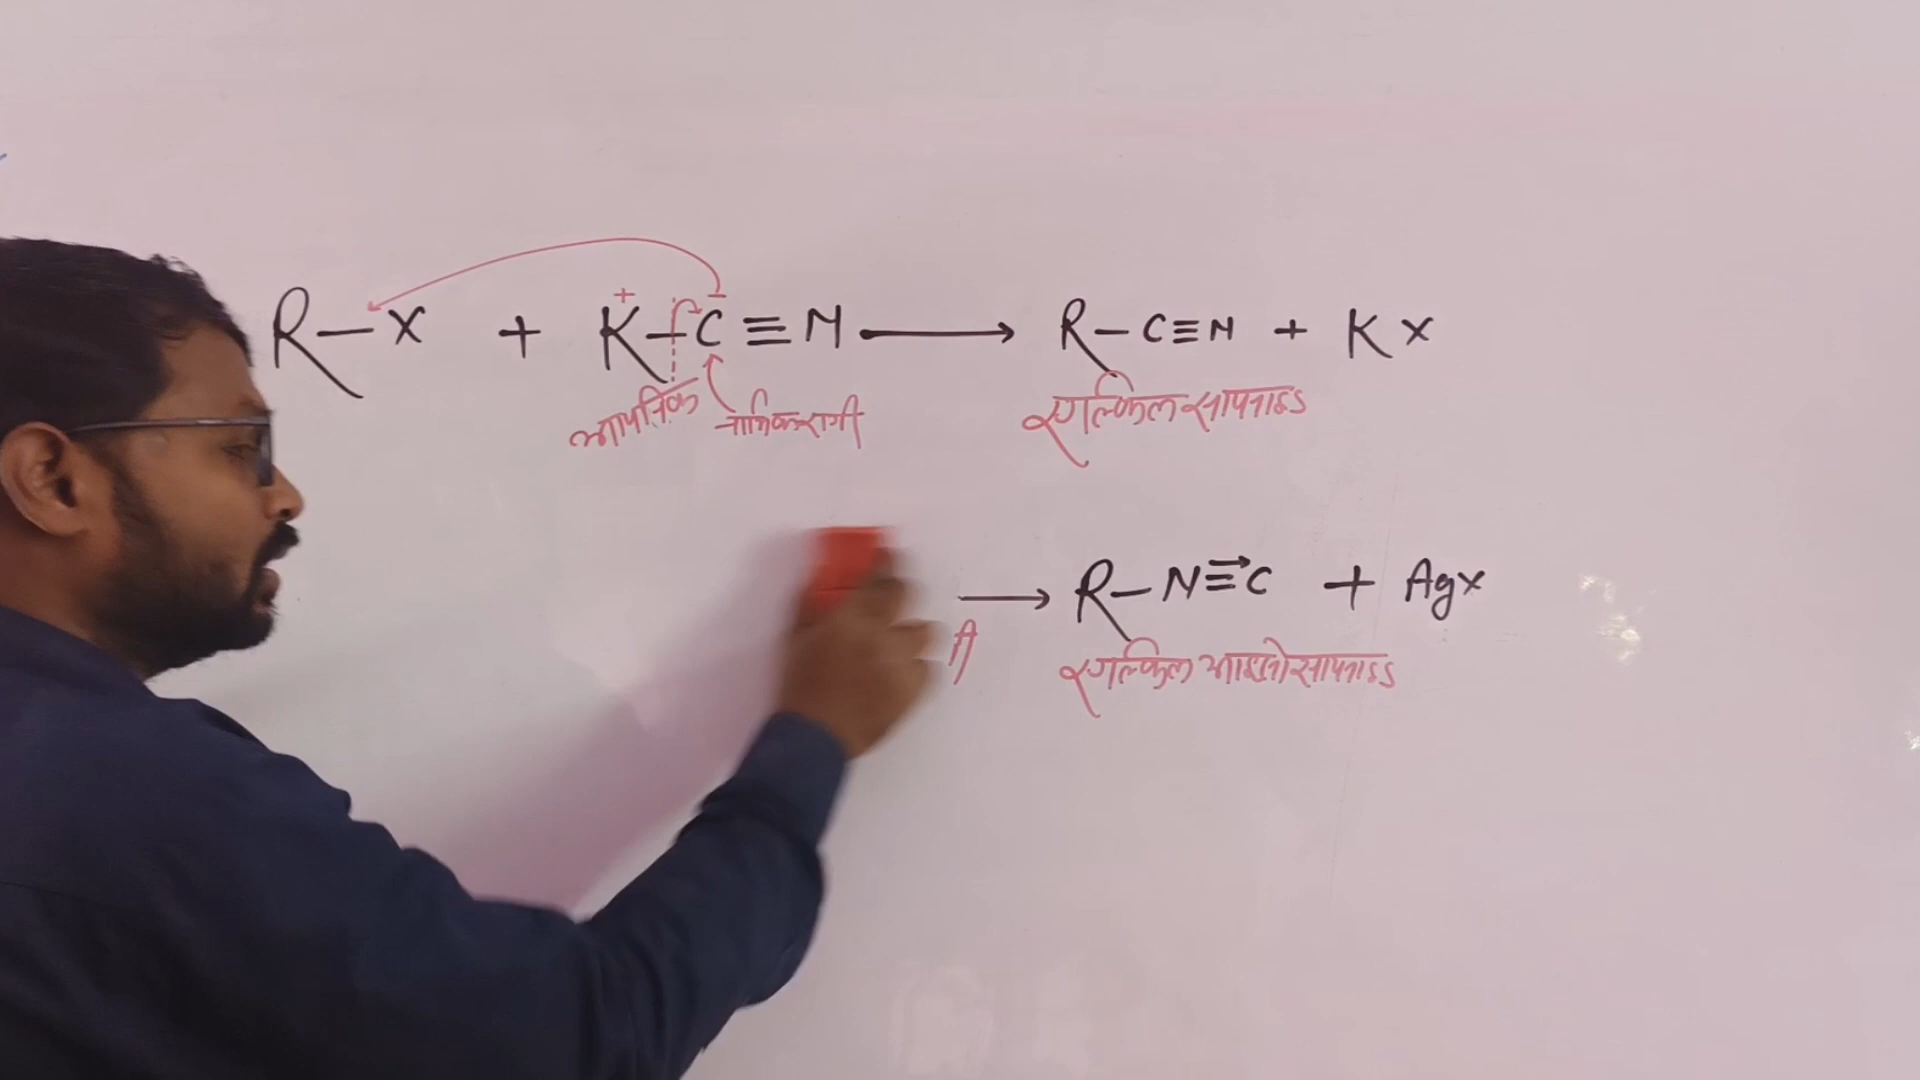 R–X + K–C≡N ⟶ R–C≡N + KX
+ –
आयनिक नाभिकरागी एल्किल सायनाइड
⟶ R–N≡C + AgX
गी एल्किल आइसोसायनाइड